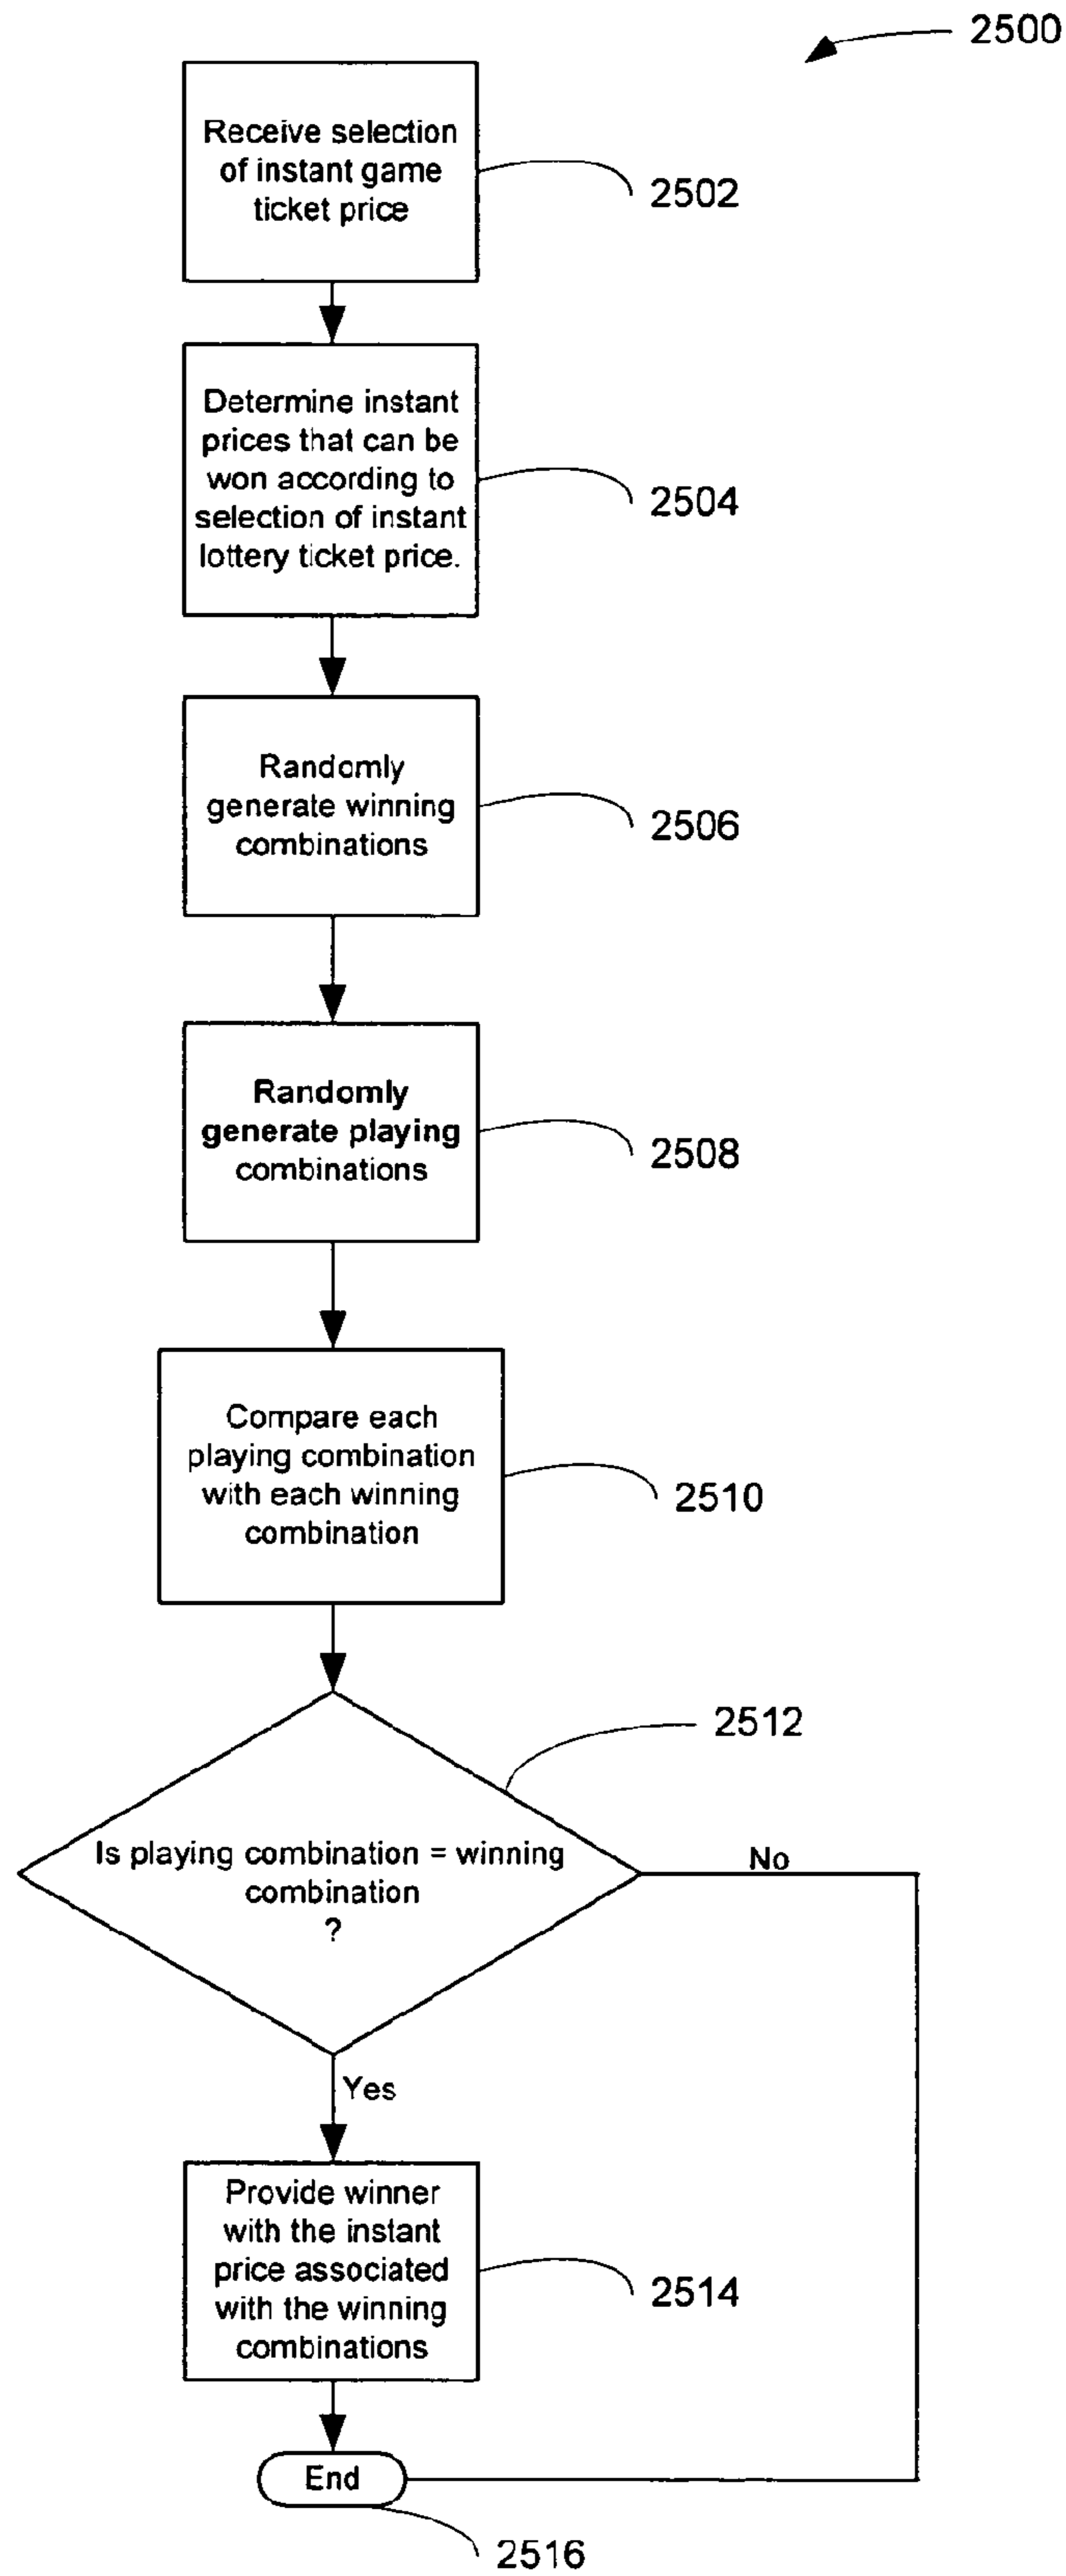 2500
Receive selection
of instant game
ticket price
2502
Determine instant
prices that can be
won according to
selection of instant
lottery ticket price.
2504
Randomly
generate winning
combinations
2506
Randomly
generate playing
combinations
2508
Compare each
playing combination
with each winning
combination
2510
2512
Is playing combination = winning
combination
?
No
Yes
Provide winner
with the instant
price associated
with the winning
combinations
2514
End
2516